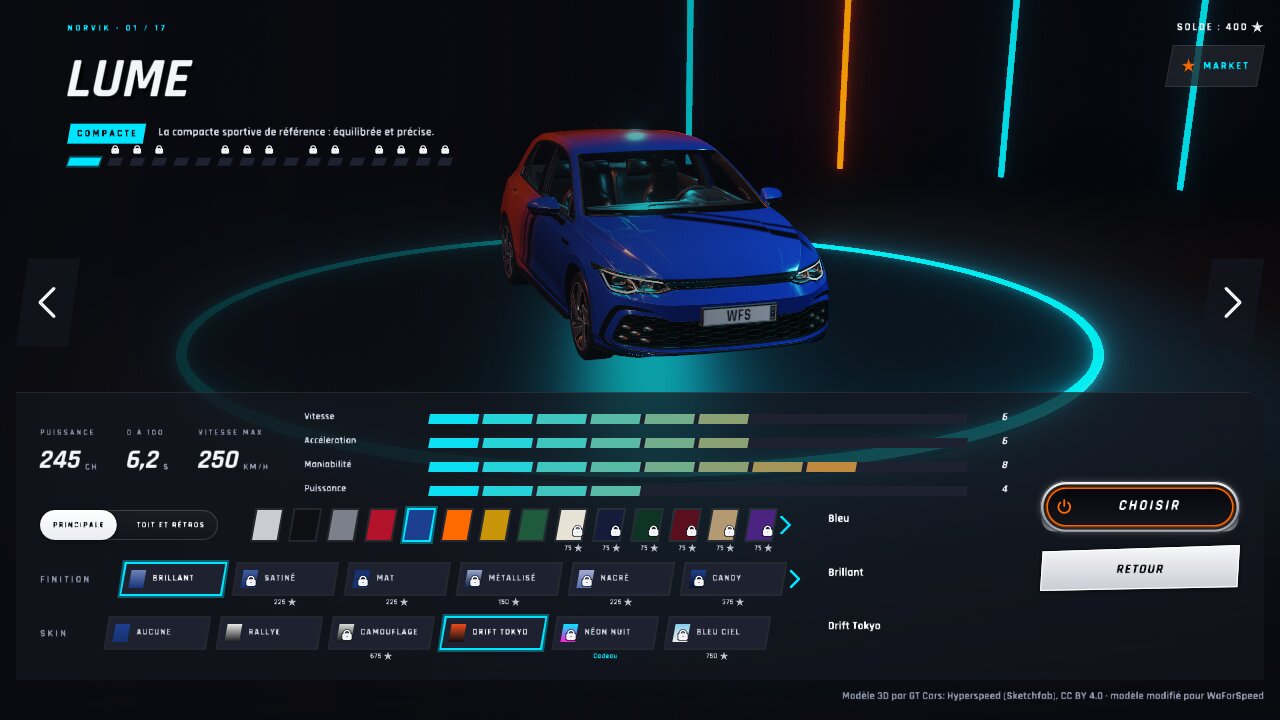 NORVIK · 01 / 17
SOLDE : 400 ★
LUME
★ MARKET
COMPACTE La compacte sportive de référence : équilibrée et précise.
WFS
PUISSANCE 0 À 100 VITESSE MAX
245 CH 6,2 S 250 KM/H
Vitesse 6
Accélération 6
Maniabilité 8
Puissance 4
PRINCIPALE TOIT ET RÉTROS
75 ★ 75 ★ 75 ★ 75 ★ 75 ★ 75 ★
Bleu
CHOISIR
FINITION BRILLANT SATINÉ MAT MÉTALLISÉ NACRÉ CANDY
225 ★ 225 ★ 150 ★ 225 ★ 375 ★
Brillant
RETOUR
SKIN AUCUNE RALLYE CAMOUFLAGE DRIFT TOKYO NÉON NUIT BLEU CIEL
675 ★ Cadeau 750 ★
Drift Tokyo
Modèle 3D par GT Cars: Hyperspeed (Sketchfab), CC BY 4.0 · modèle modifié pour WaForSpeed